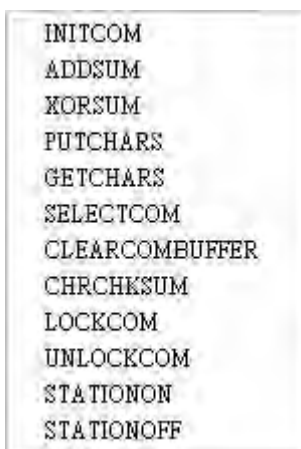 INITCOM
ADDSUM
XORSUM
PUTCHARS
GETCHARS
SELECTCOM
CLEARCOMBUFFER
CHRCHKSUM
LOCKCOM
UNLOCKCOM
STATIONON
STATIONOFF